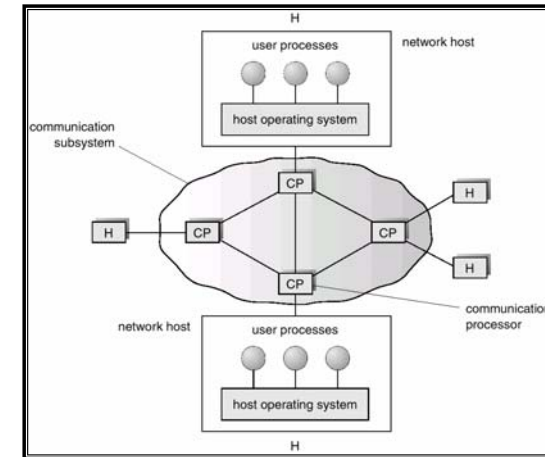 H
user processes
network host
host operating system
communication
subsystem
CP
H
CP
CP
H
H
CP
communication
processor
network host
user processes
host operating system
H